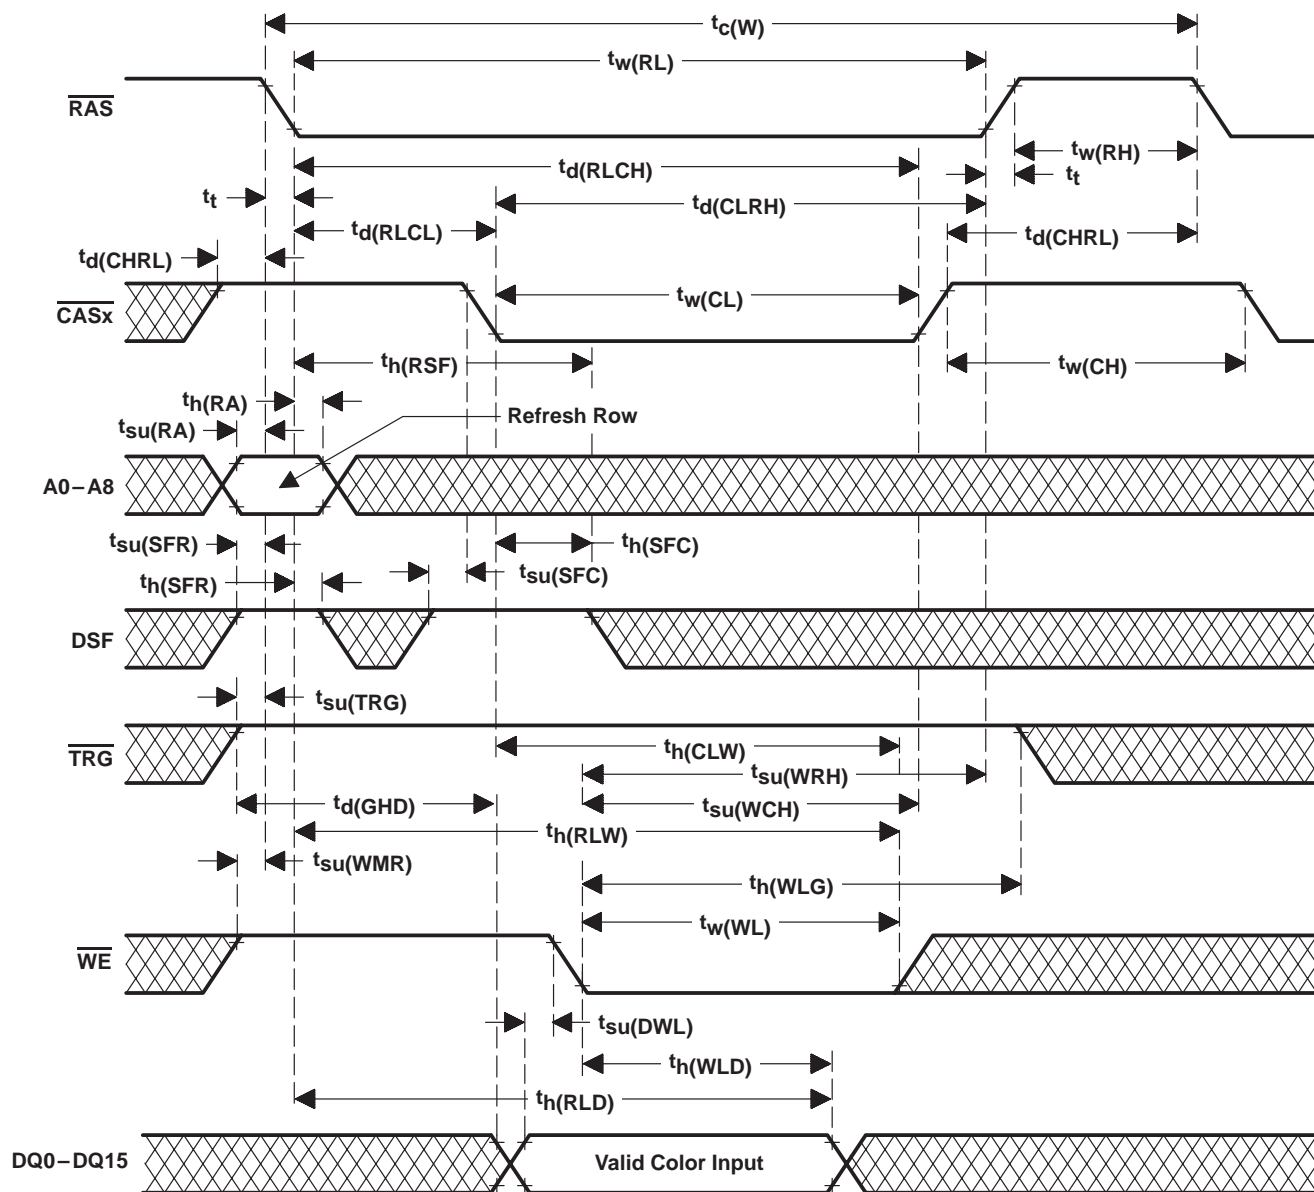 tc(W)
tw(RL)
RAS
tw(RH)
td(RLCH)
tt
tt
td(CLRH)
td(RLCL)
td(CHRL)
td(CHRL)
CASx
tw(CL)
th(RSF)
tw(CH)
th(RA)
Refresh Row
tsu(RA)
A0–A8
tsu(SFR)
th(SFC)
tsu(SFC)
th(SFR)
DSF
tsu(TRG)
TRG
th(CLW)
tsu(WRH)
td(GHD)
tsu(WCH)
th(RLW)
tsu(WMR)
th(WLG)
tw(WL)
WE
tsu(DWL)
th(WLD)
th(RLD)
DQ0–DQ15
Valid Color Input